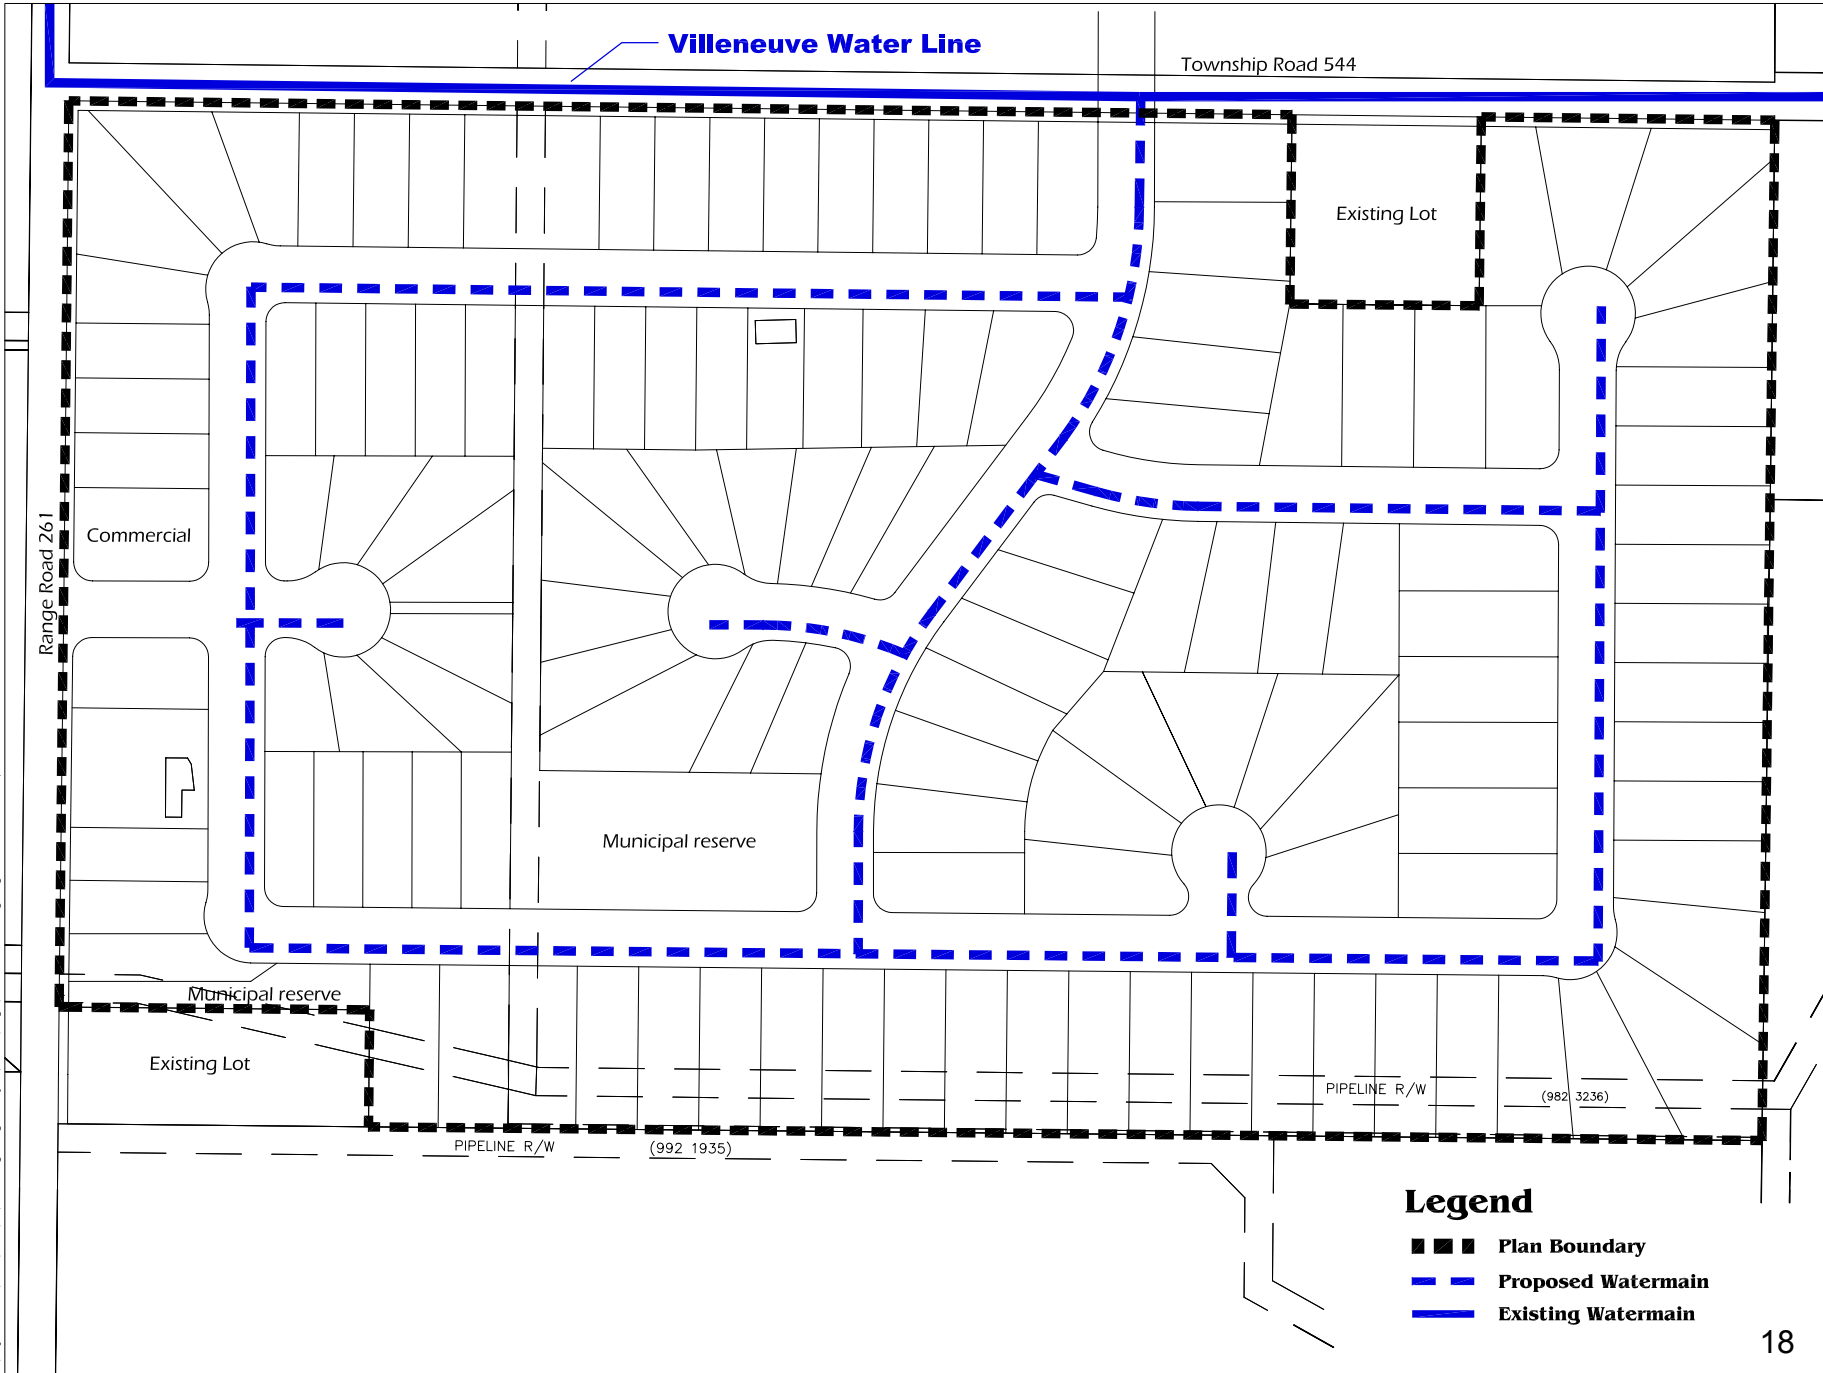 Villeneuve Water Line
Township Road 544
Existing Lot
Commercial
Range Road 261
Municipal reserve
Municipal reserve
Existing Lot
PIPELINE R/W
(982 3236)
PIPELINE R/W
(992 1935)
Legend
Plan Boundary
Proposed Watermain
Existing Watermain
18